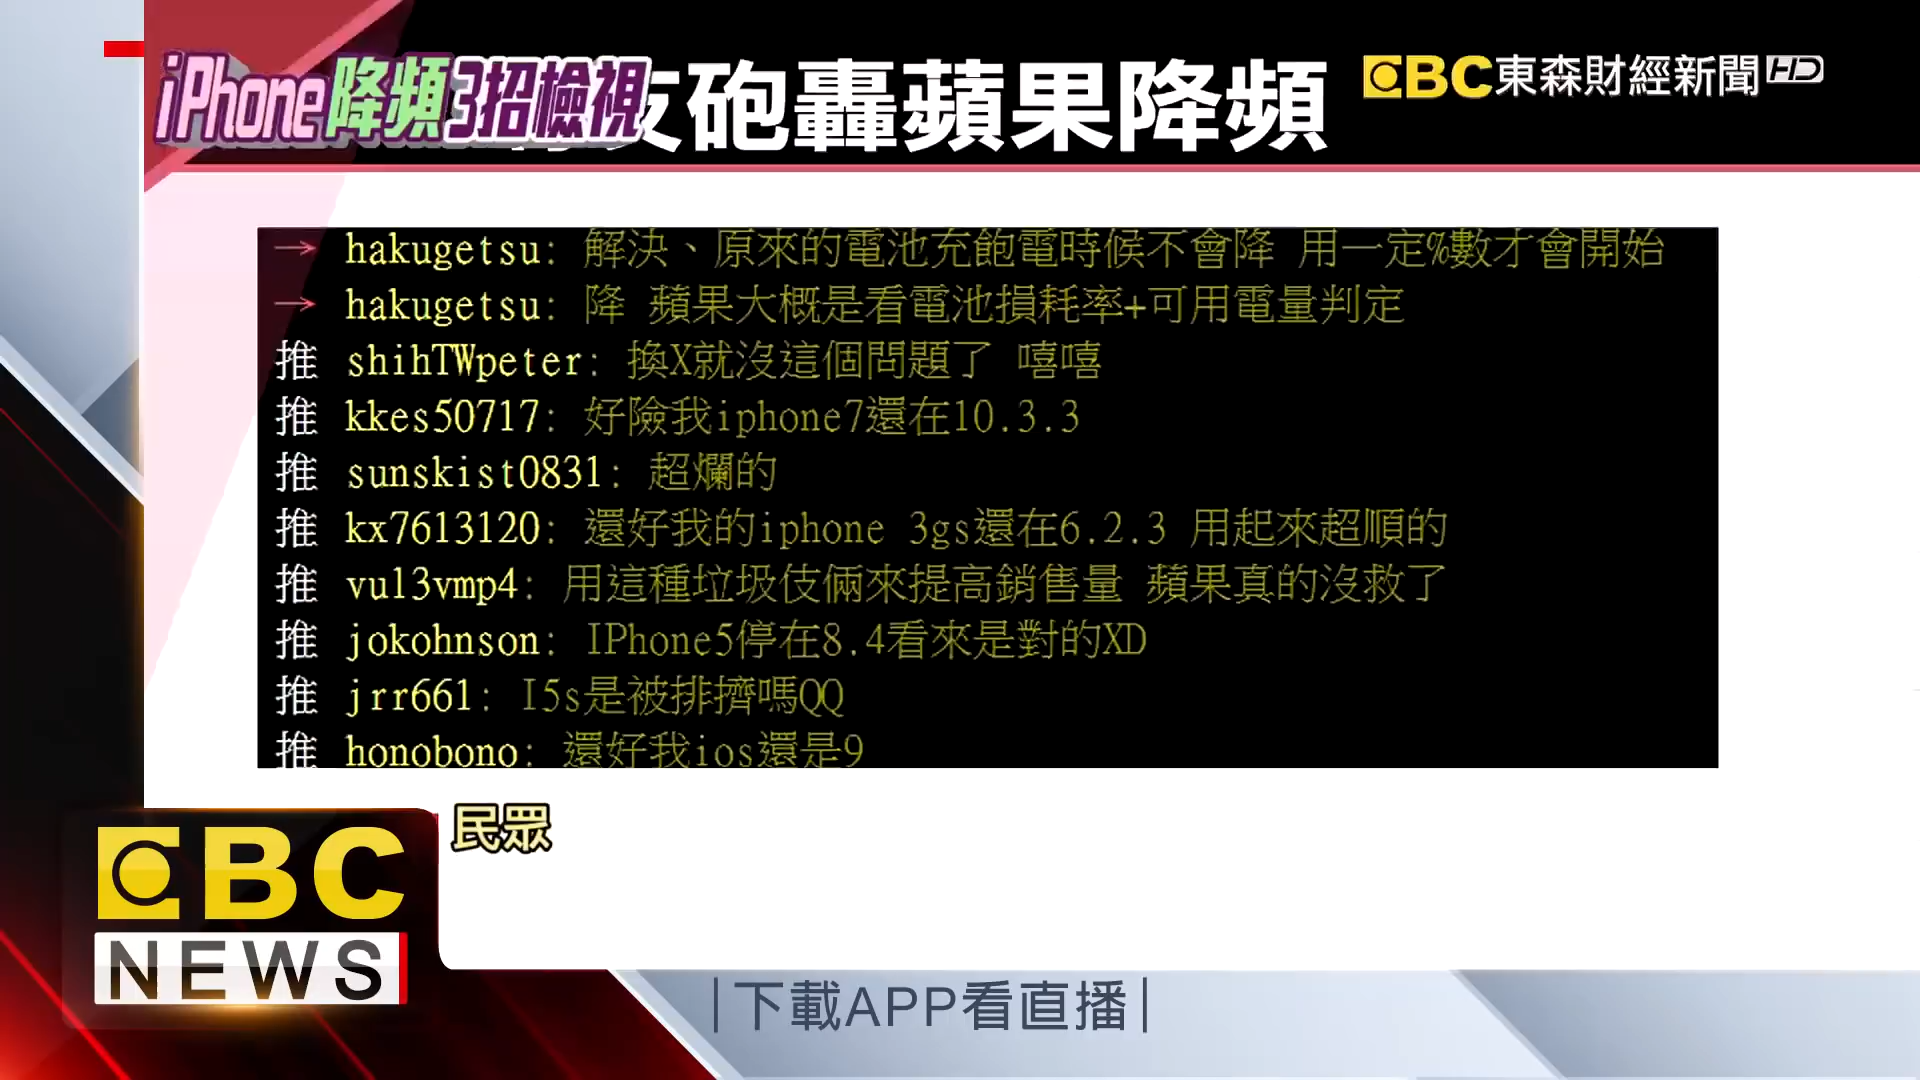 iPhone降頻3招檢視
友砲轟蘋果降頻
EBC東森財經新聞HD
→ hakugetsu: 解決、原來的電池充飽電時候不會降 用一定%數才會開始
→ hakugetsu: 降 蘋果大概是看電池損耗率+可用電量判定
推 shihTWpeter: 換X就沒這個問題了 嘻嘻
推 kkes50717: 好險我iphone7還在10.3.3
推 sunskist0831: 超爛的
推 kx7613120: 還好我的iphone 3gs還在6.2.3 用起來超順的
推 vul3vmp4: 用這種垃圾伎倆來提高銷售量 蘋果真的沒救了
推 jokohnson: IPhone5停在8.4看來是對的XD
推 jrr661: I5s是被排擠嗎QQ
推 honobono: 還好我ios還是9
民眾
EBC
NEWS
|下載APP看直播|